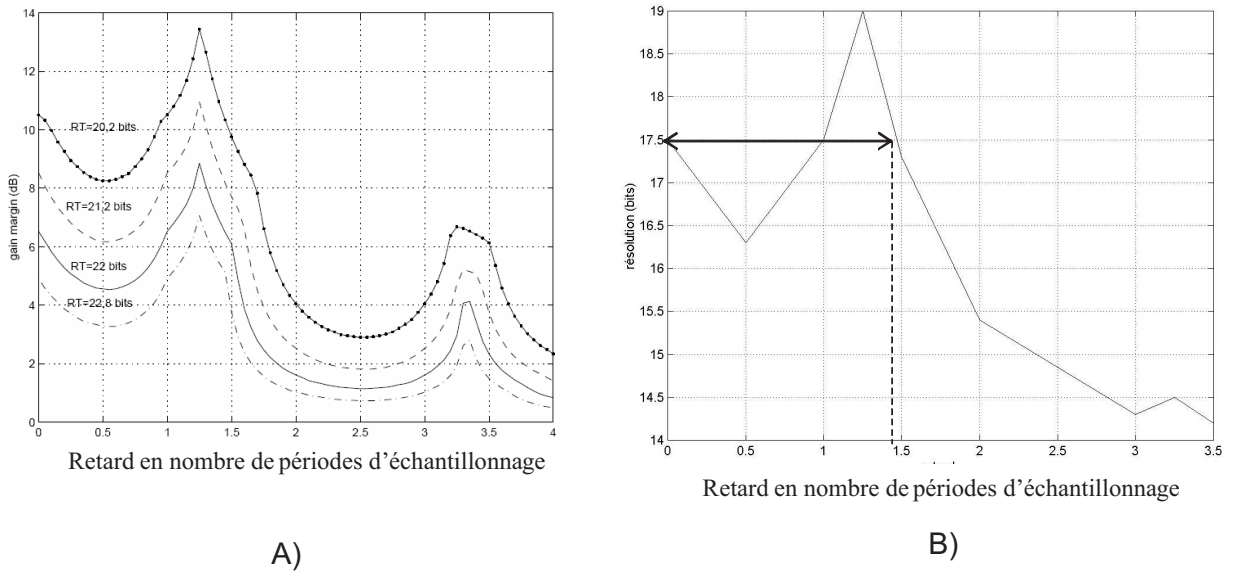 14
12
10
8
6
4
2
0
gain margin (dB)
RT=20,2 bits
RT=21,2 bits
RT=22 bits
RT=22,8 bits
0 0.5 1 1.5 2 2.5 3 3.5 4
Retard en nombre de périodes d'échantillonnage
A)
19
18.5
18
17.5
17
16.5
16
15.5
15
14.5
14
résolution (bits)
0 0.5 1 1.5 2 2.5 3 3.5
Retard en nombre de périodes d'échantillonnage
B)